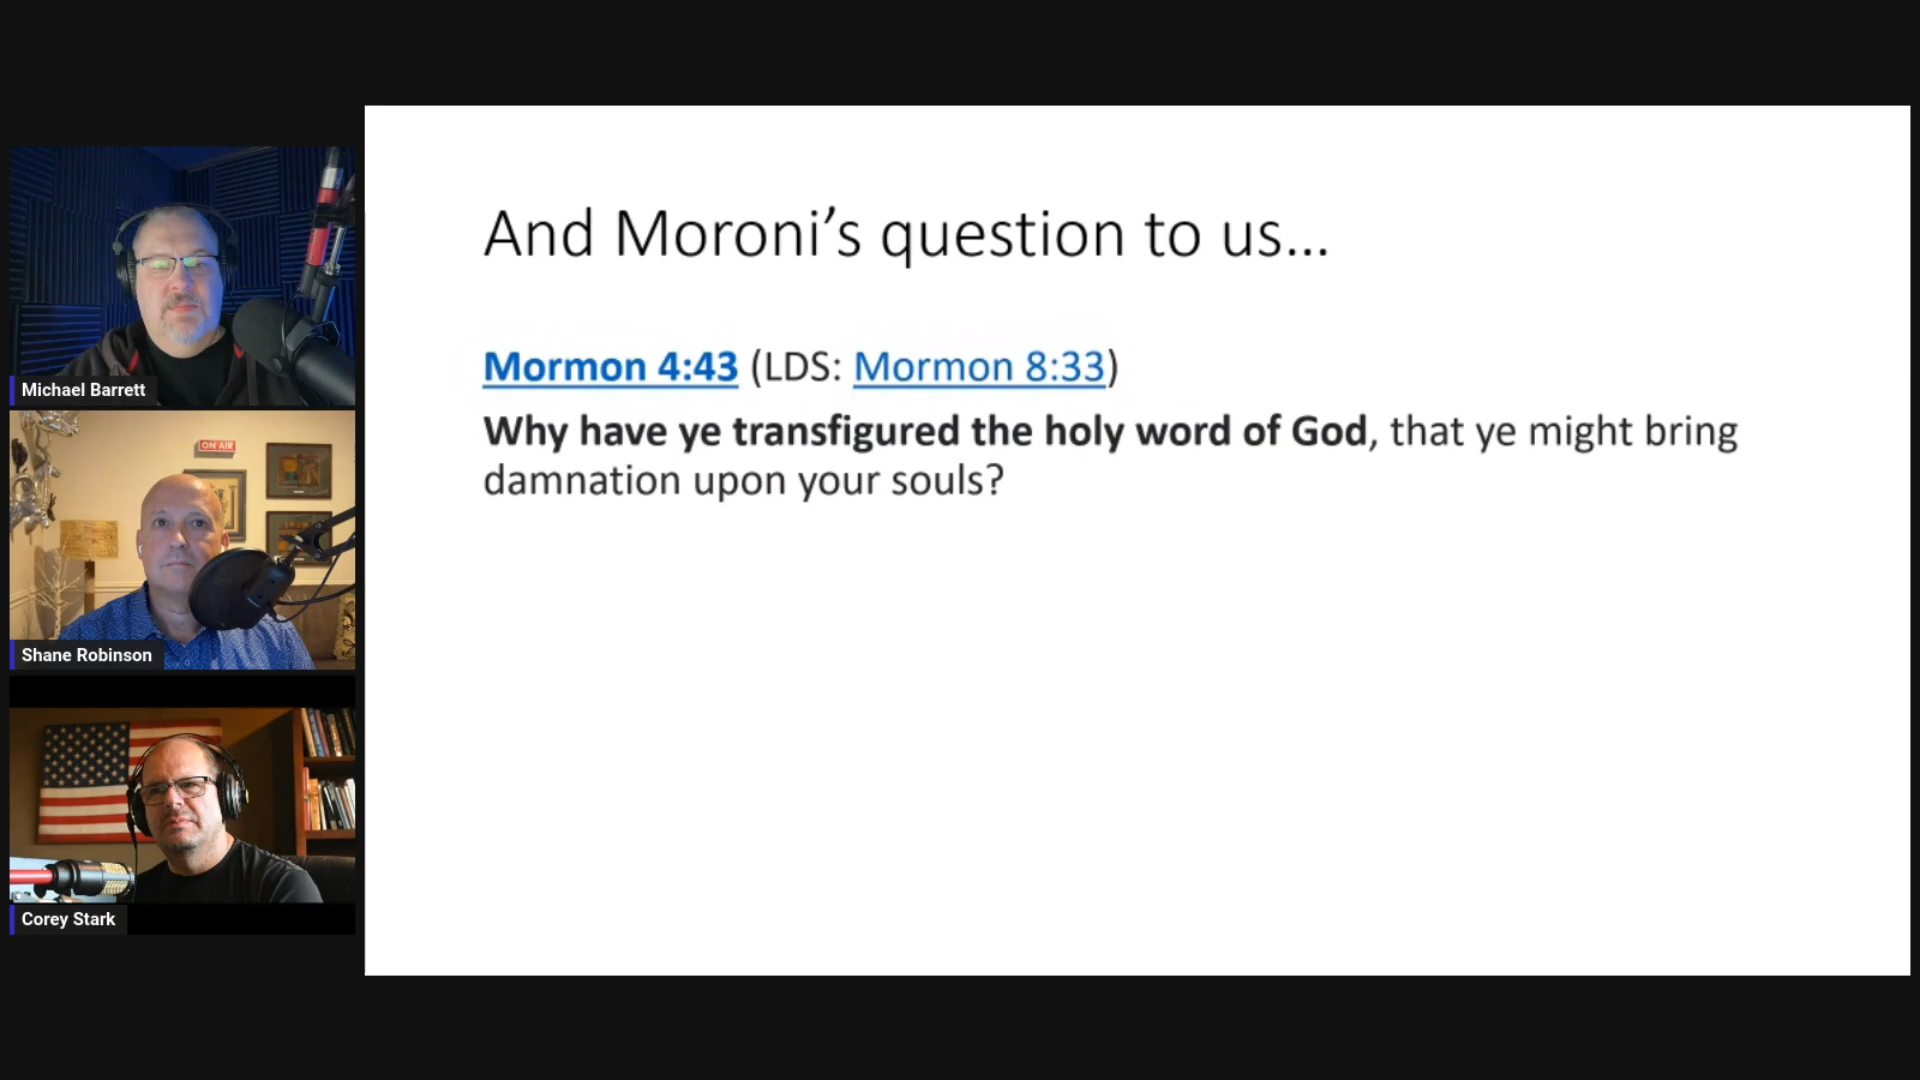 And Moroni’s question to us...
Mormon 4:43 (LDS: Mormon 8:33)
Why have ye transfigured the holy word of God, that ye might bring
damnation upon your souls?
Michael Barrett
ON AIR
Shane Robinson
Corey Stark